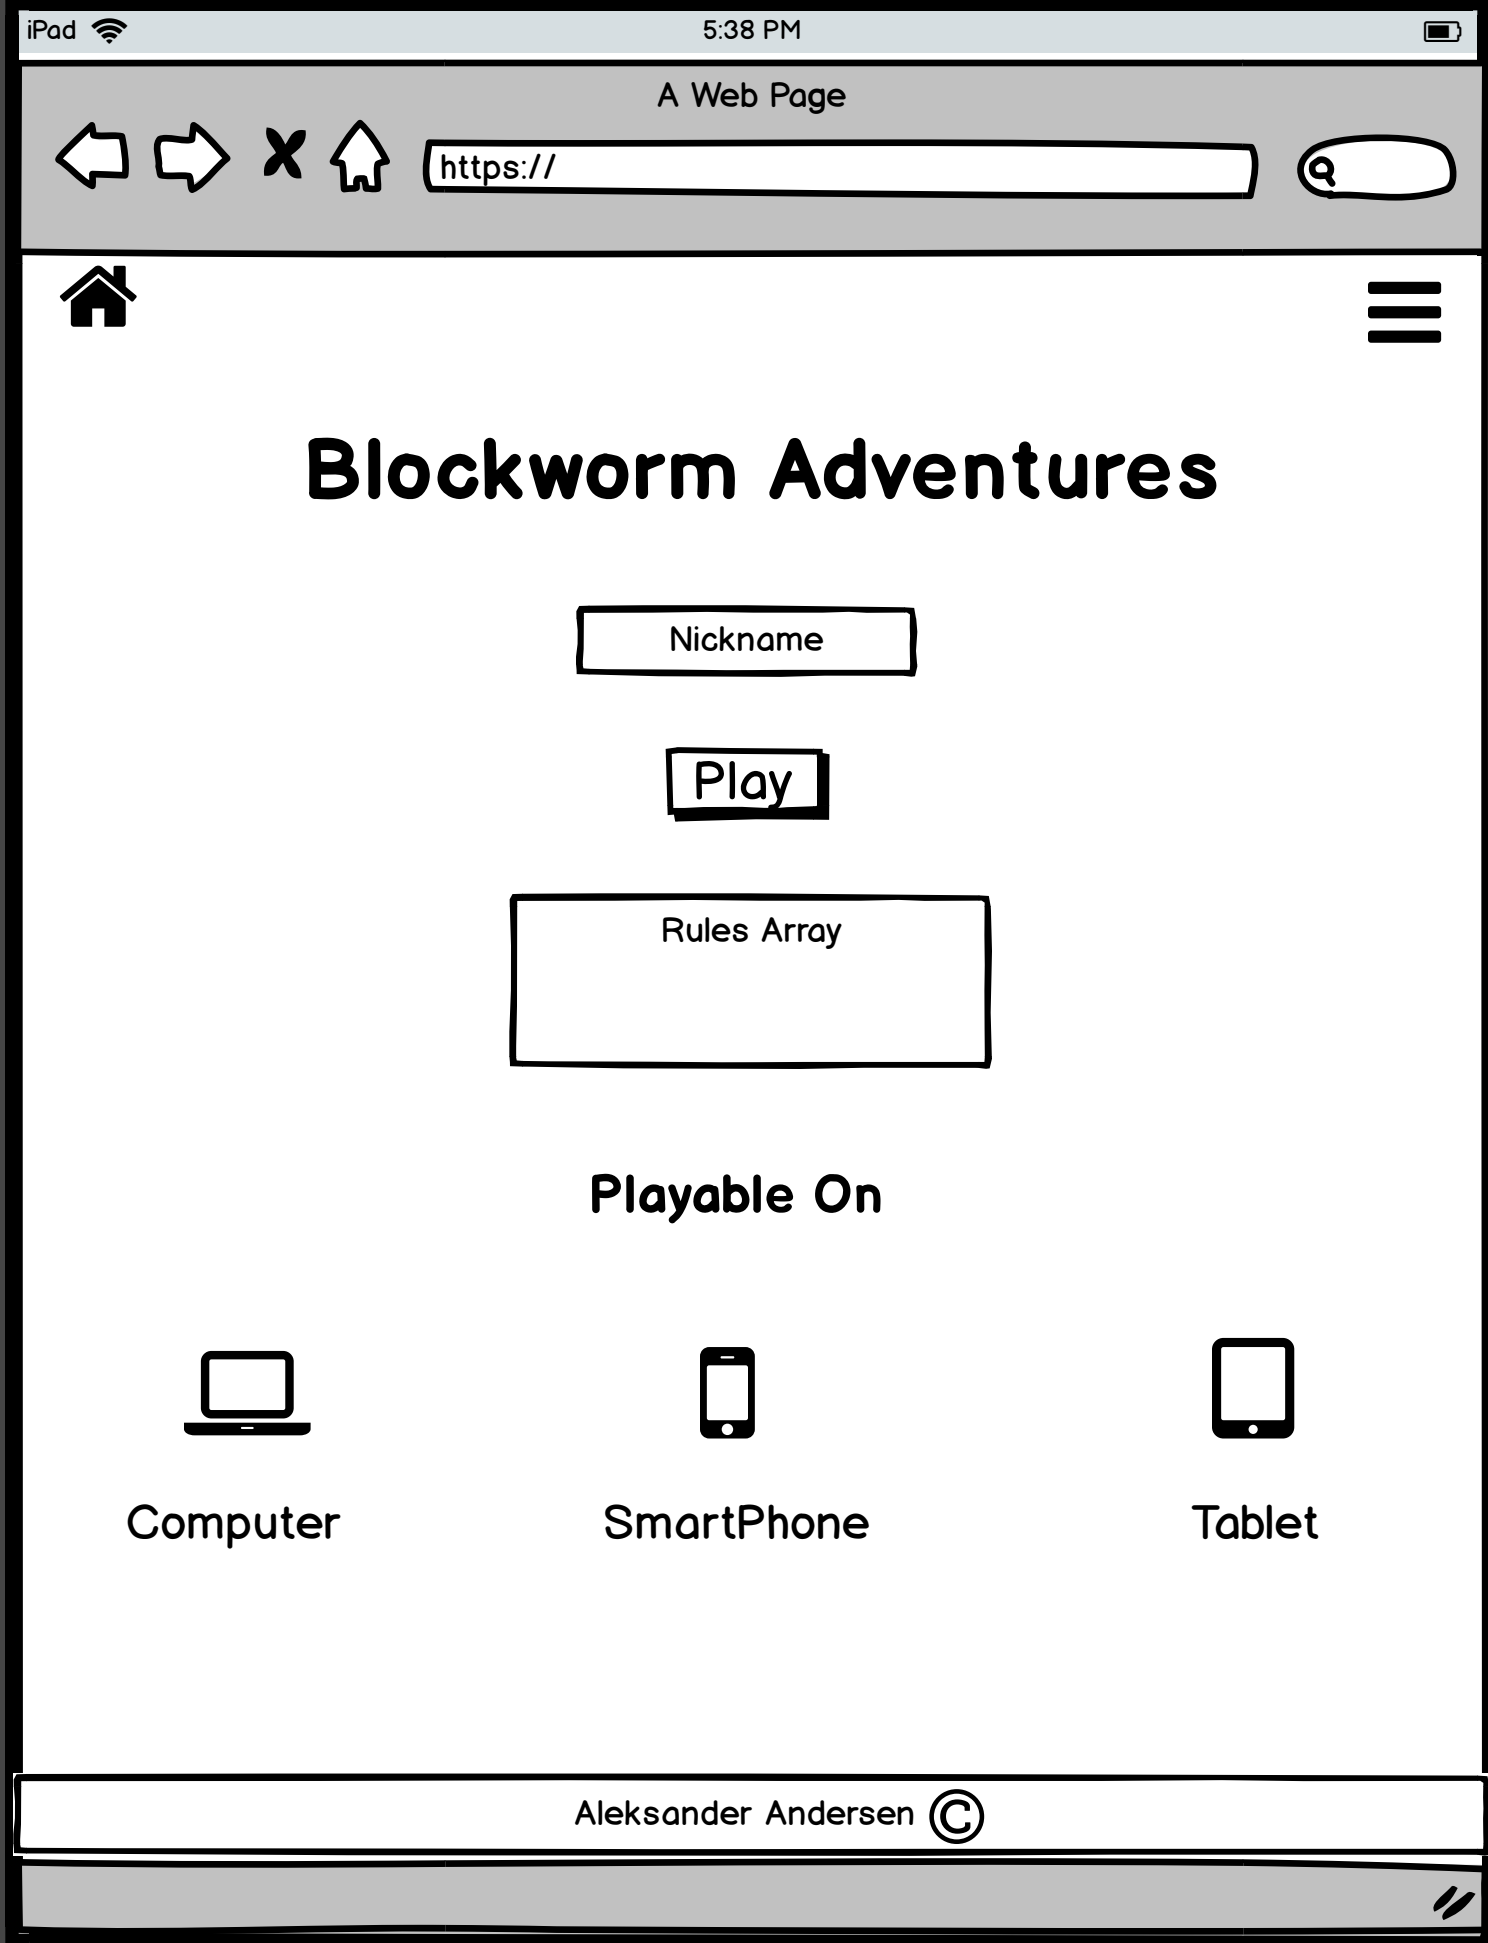 iPad
5:38 PM
A Web Page
https://
Blockworm Adventures
Nickname
Play
Rules Array
Playable On
Computer
SmartPhone
Tablet
Aleksander Andersen ©